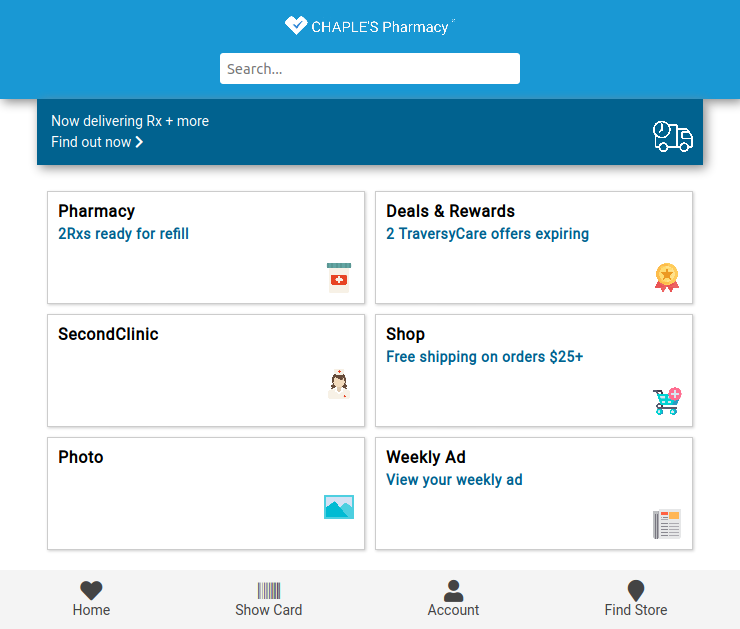 CHAPLE'S Pharmacy
Search...
Now delivering Rx + more
Find out now
Pharmacy
2Rxs ready for refill
Deals & Rewards
2 TraversyCare offers expiring
SecondClinic
Shop
Free shipping on orders $25+
Photo
Weekly Ad
View your weekly ad
Home
Show Card
Account
Find Store